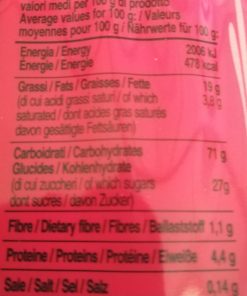 valori medi per 100 g di prodotto
Average values for 100 g: / Valeurs
moyennes pour 100 g / Nährwerte für 100 g:
Energia / Energy 2006 kJ
Énergie / Energie 478 kcal
Grassi / Fats / Graisses / Fette 19 g
(di cui acidi grassi saturi / of which 3,8 g
saturated / dont acides gras saturés
davon gesättigte Fettsäuren)
Carboidrati / Carbohydrates 71 g
Glucides / Kohlenhydrate
(di cui zuccheri / of which sugars 27g
dont sucres / davon Zucker)
Fibre / Dietary fibre / Fibres / Ballaststoff 1,1 g
Proteine / Proteins / Protéine / Eiweiße 4,4 g
Sale / Salt / Sel / Salz 0,14 g